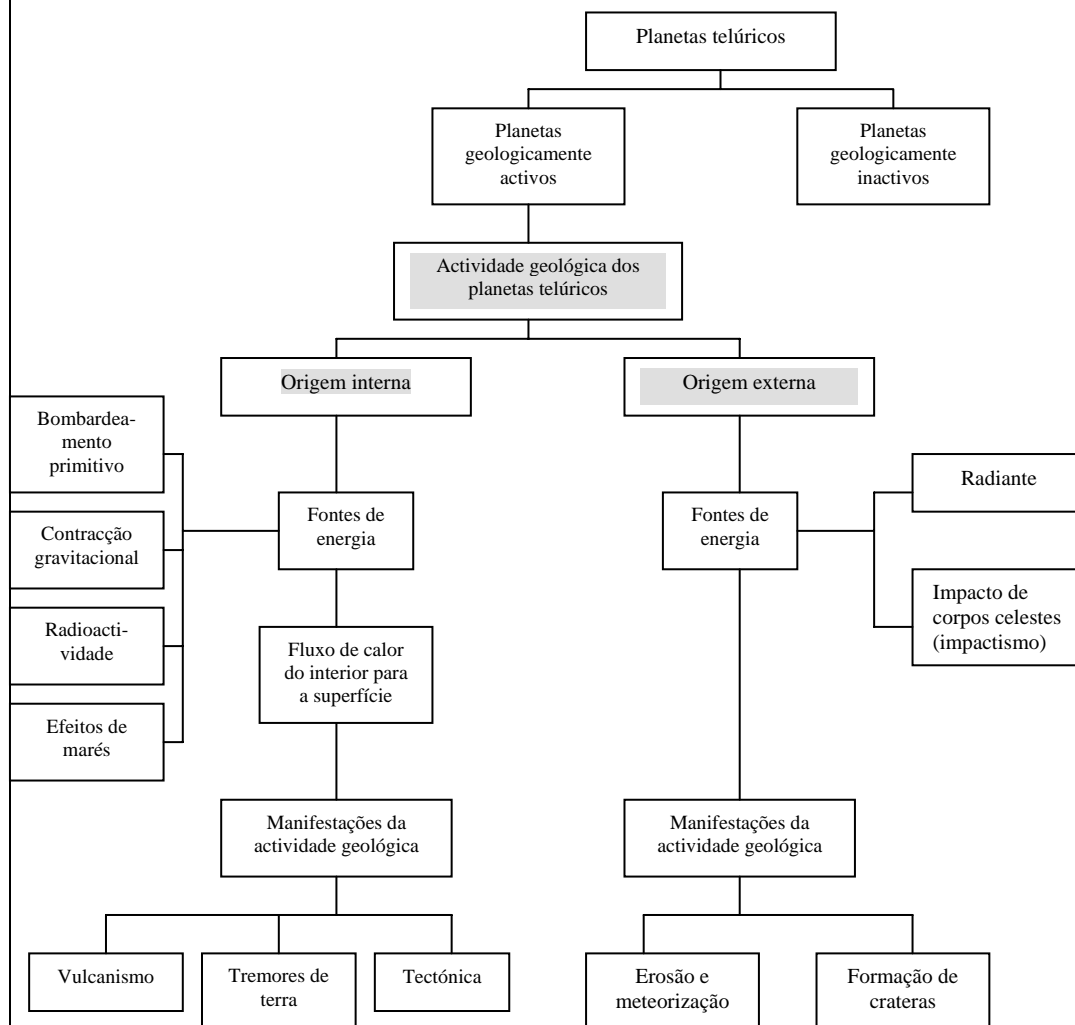 Planetas telúricos
Planetas
geologicamente
activos
Planetas
geologicamente
inactivos
Actividade geológica dos
planetas telúricos
Origem interna
Origem externa
Bombardea-
mento
primitivo
Contracção
gravitacional
Radioacti-
vidade
Efeitos de
marés
Fontes de
energia
Fluxo de calor
do interior para
a superfície
Fontes de
energia
Radiante
Impacto de
corpos celestes
(impactismo)
Manifestações da
actividade geológica
Manifestações da
actividade geológica
Vulcanismo
Tremores de
terra
Tectónica
Erosão e
meteorização
Formação de
crateras